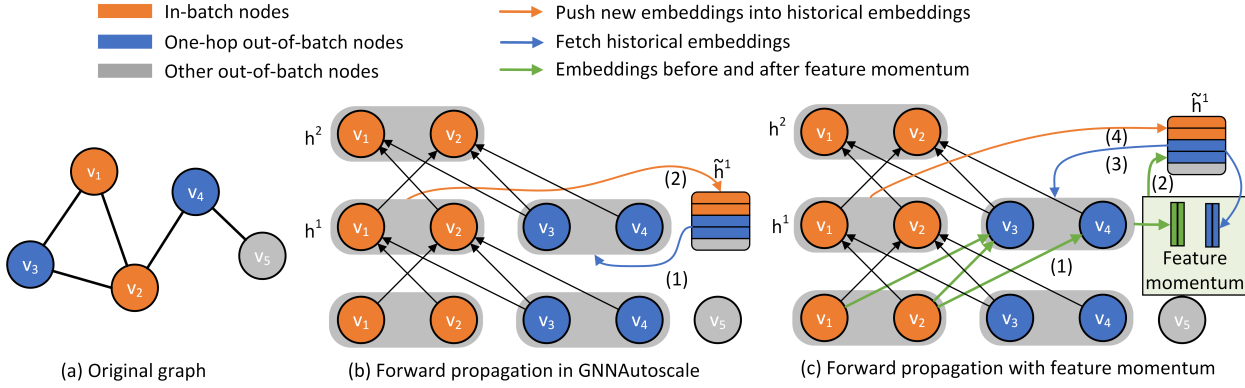 In-batch nodes
One-hop out-of-batch nodes
Other out-of-batch nodes
Push new embeddings into historical embeddings
Fetch historical embeddings
Embeddings before and after feature momentum
v1
v4
v3
v2
v5
(a) Original graph
h²
v1 v2
(2)
h̃¹
h¹
v1 v2 v3 v4
(1)
v1 v2 v3 v4 v5
(b) Forward propagation in GNNAutoscale
h²
v1 v2
h̃¹
(4)
(3)
(2)
h¹
v1 v2 v3 v4
(1)
Feature
momentum
v1 v2 v3 v4 v5
(c) Forward propagation with feature momentum